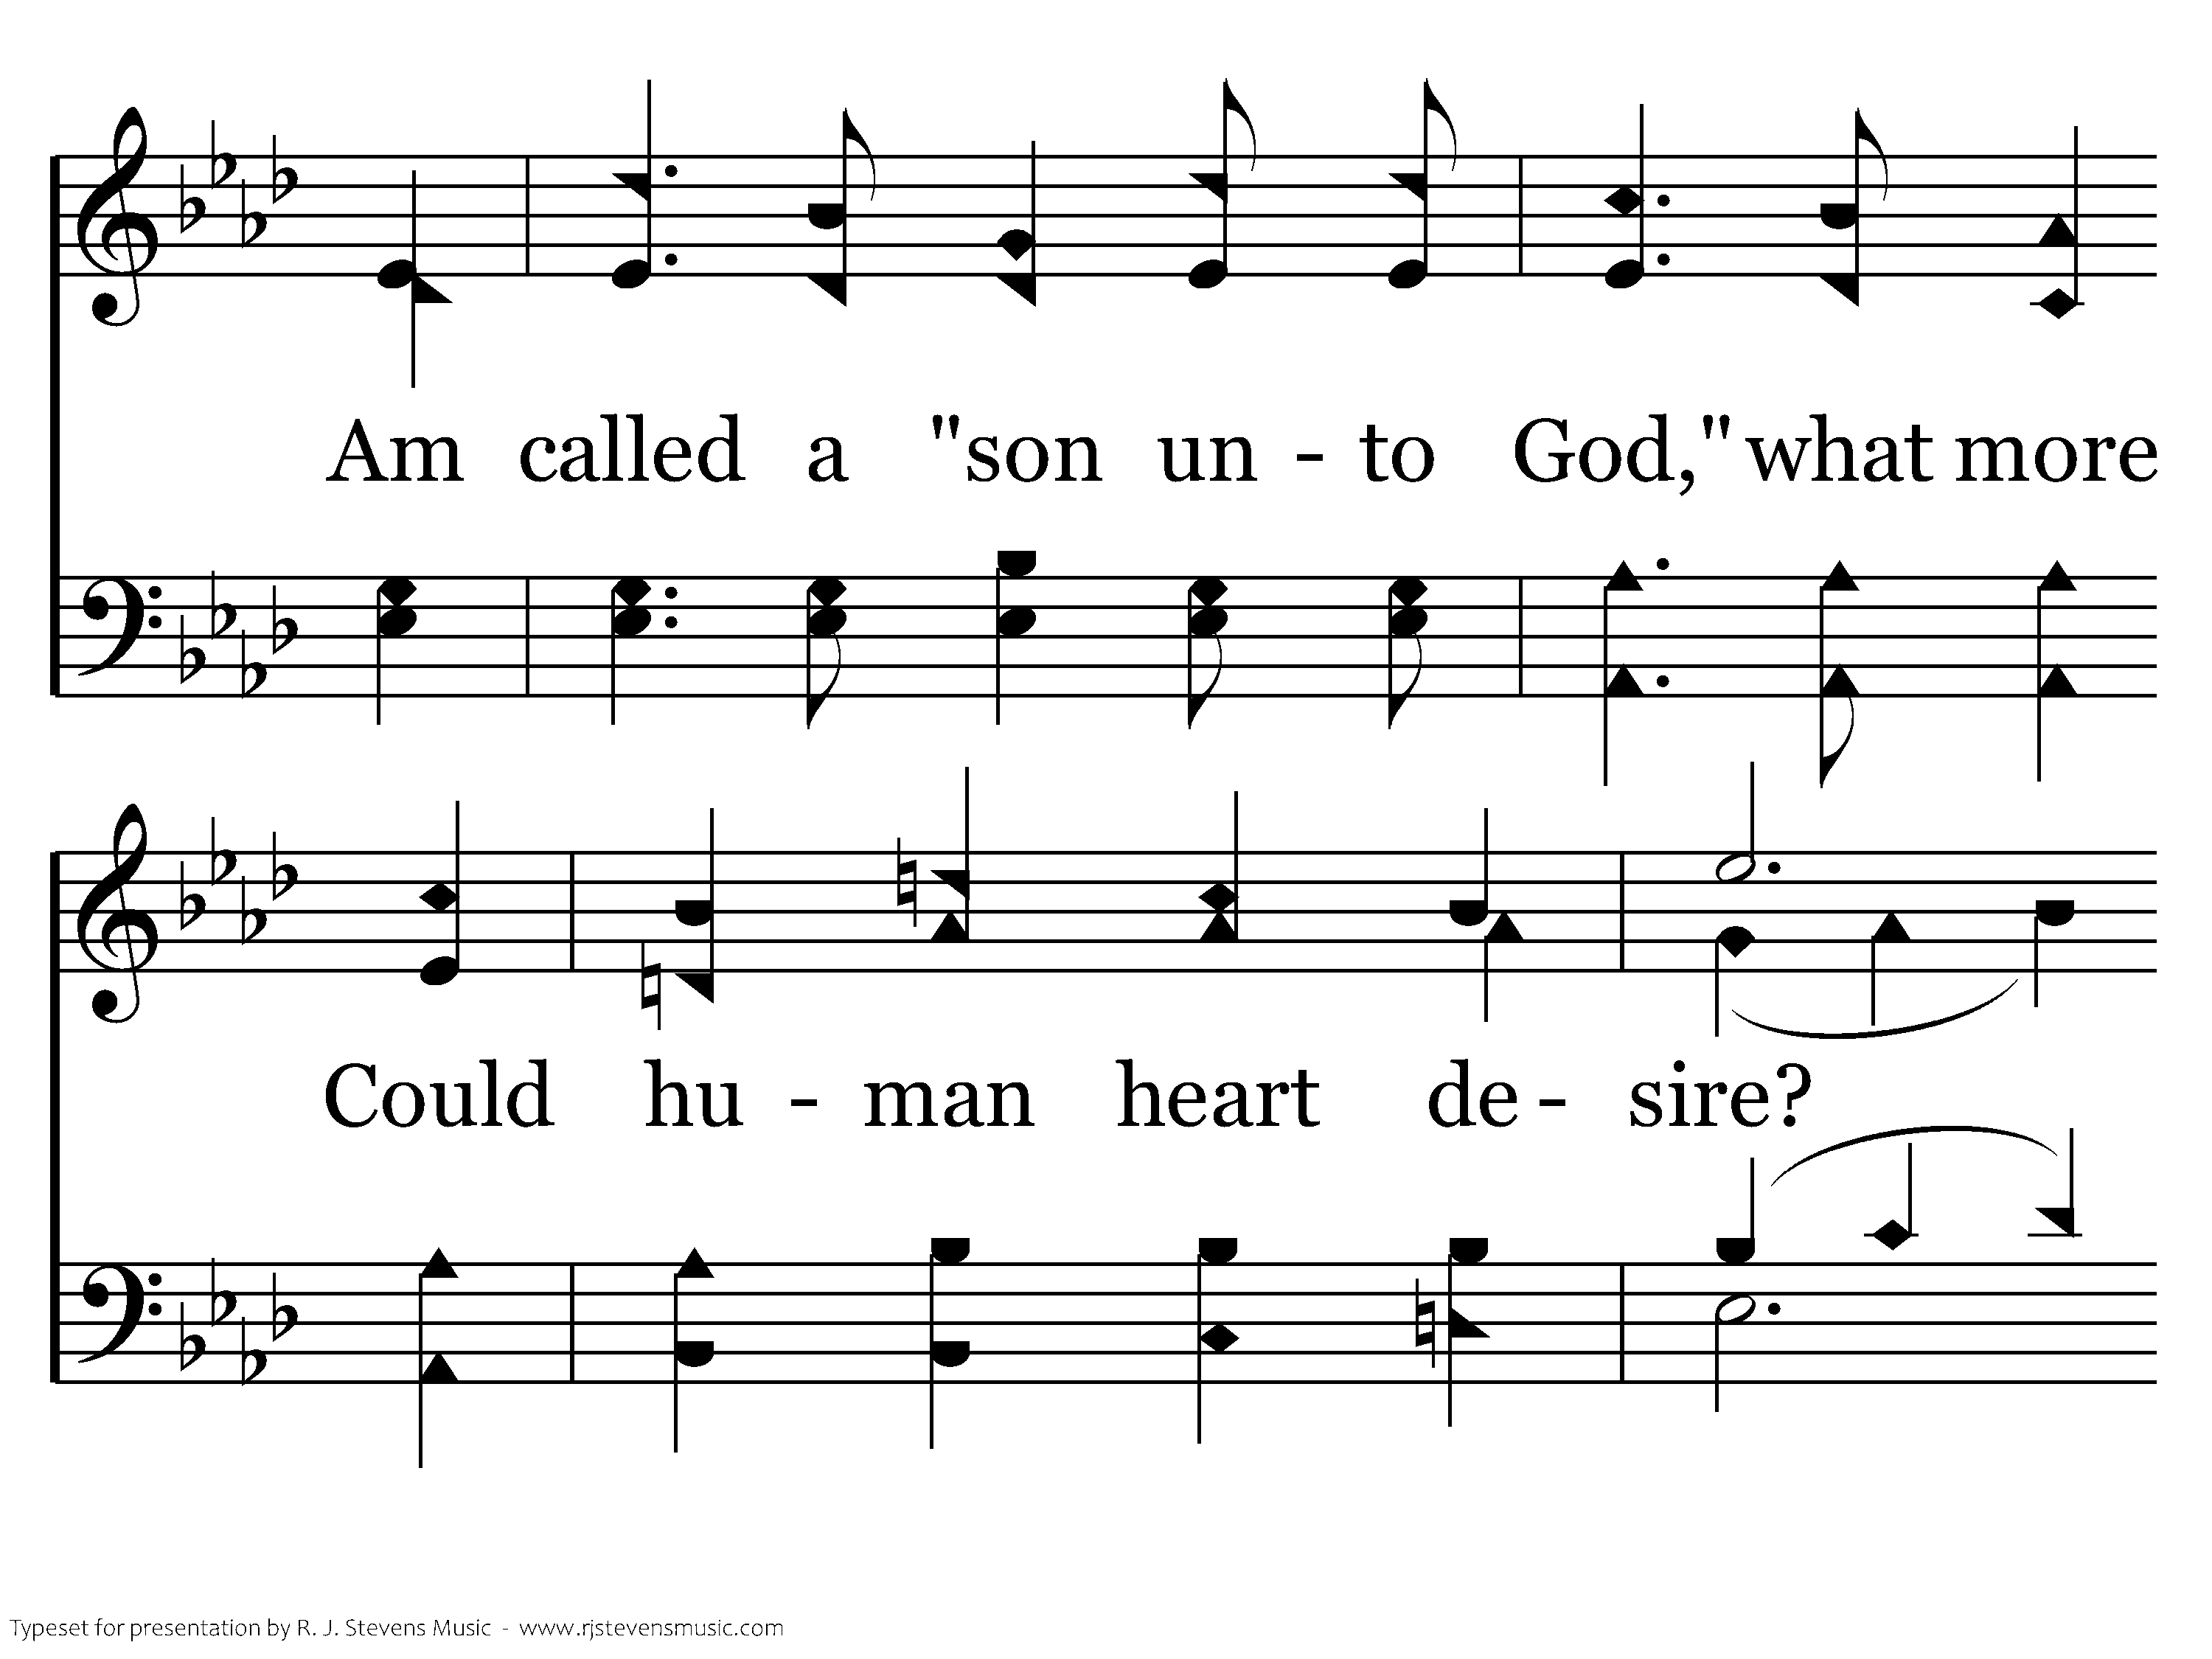 Am called a "son un - to God," what more
Could hu - man heart de - sire?
Typeset for presentation by R. J. Stevens Music - www.rjstevensmusic.com